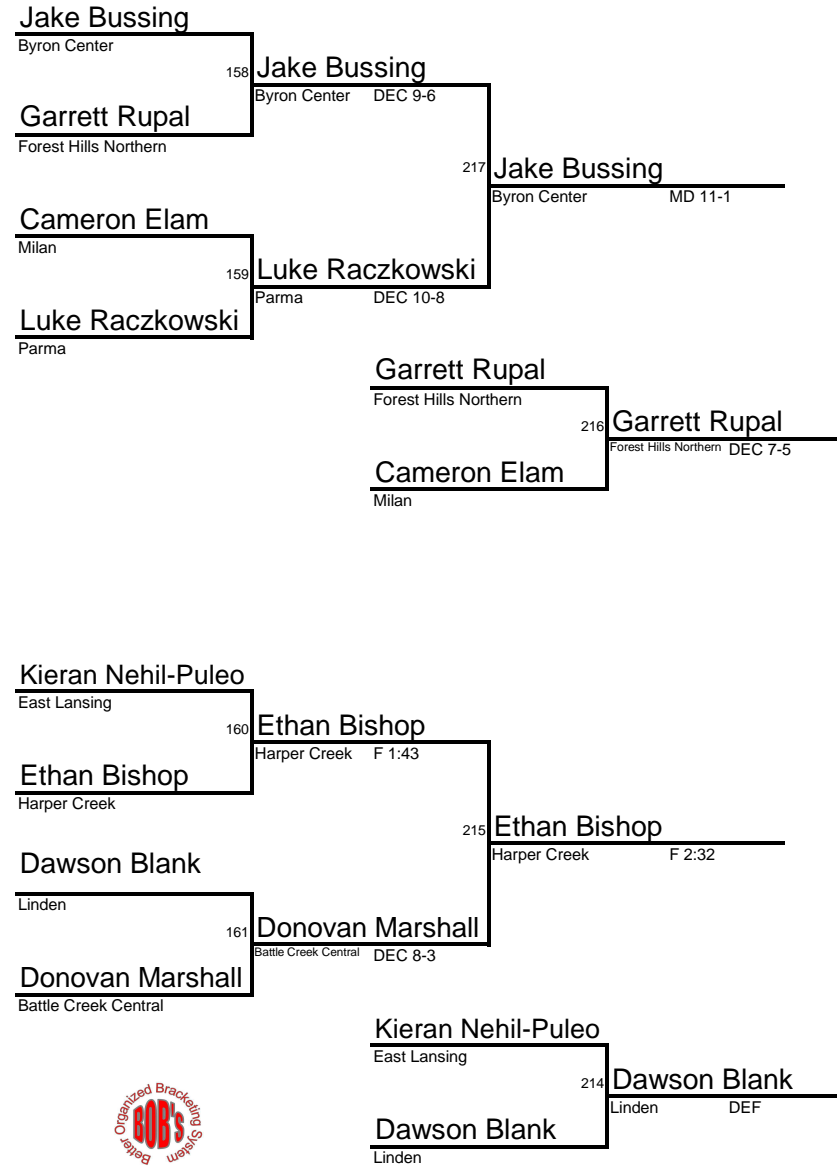 Jake Bussing
Byron Center
158 Jake Bussing
Byron Center DEC 9-6
Garrett Rupal
Forest Hills Northern
217 Jake Bussing
Byron Center MD 11-1
Cameron Elam
Milan
159 Luke Raczkowski
Parma DEC 10-8
Luke Raczkowski
Parma
Garrett Rupal
Forest Hills Northern
216 Garrett Rupal
Forest Hills Northern DEC 7-5
Cameron Elam
Milan
Kieran Nehil-Puleo
East Lansing
160 Ethan Bishop
Harper Creek F 1:43
Ethan Bishop
Harper Creek
215 Ethan Bishop
Harper Creek F 2:32
Dawson Blank
Linden
161 Donovan Marshall
Battle Creek Central DEC 8-3
Donovan Marshall
Battle Creek Central
Kieran Nehil-Puleo
East Lansing
214 Dawson Blank
Linden DEF
Dawson Blank
Linden
Better Organized Bracketing System
BOB's